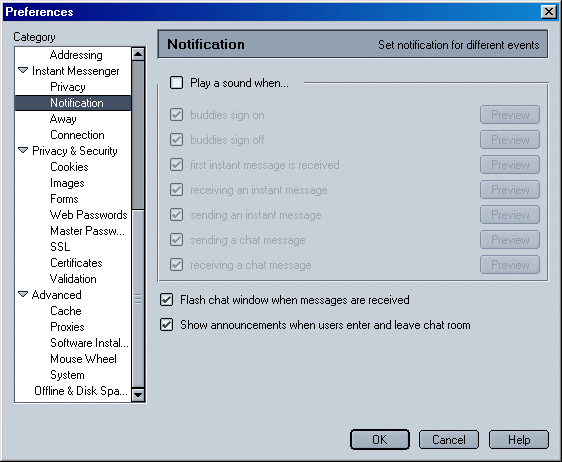 Preferences
Category
Addressing
Instant Messenger
Privacy
Notification
Away
Connection
Privacy & Security
Cookies
Images
Forms
Web Passwords
Master Passw...
SSL
Certificates
Validation
Advanced
Cache
Proxies
Software Instal...
Mouse Wheel
System
Offline & Disk Spa...
Notification Set notification for different events
Play a sound when...
buddies sign on Preview
buddies sign off Preview
first instant message is received Preview
receiving an instant message Preview
sending an instant message Preview
sending a chat message Preview
receiving a chat message Preview
Flash chat window when messages are received
Show announcements when users enter and leave chat room
OK Cancel Help